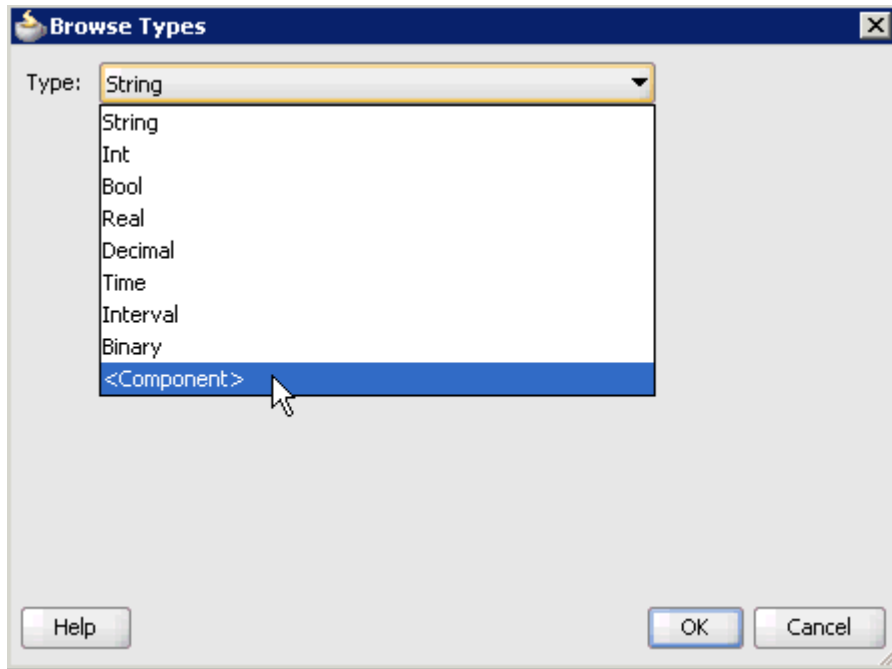 Browse Types
Type: String
String
Int
Bool
Real
Decimal
Time
Interval
Binary
<Component>
Help OK Cancel